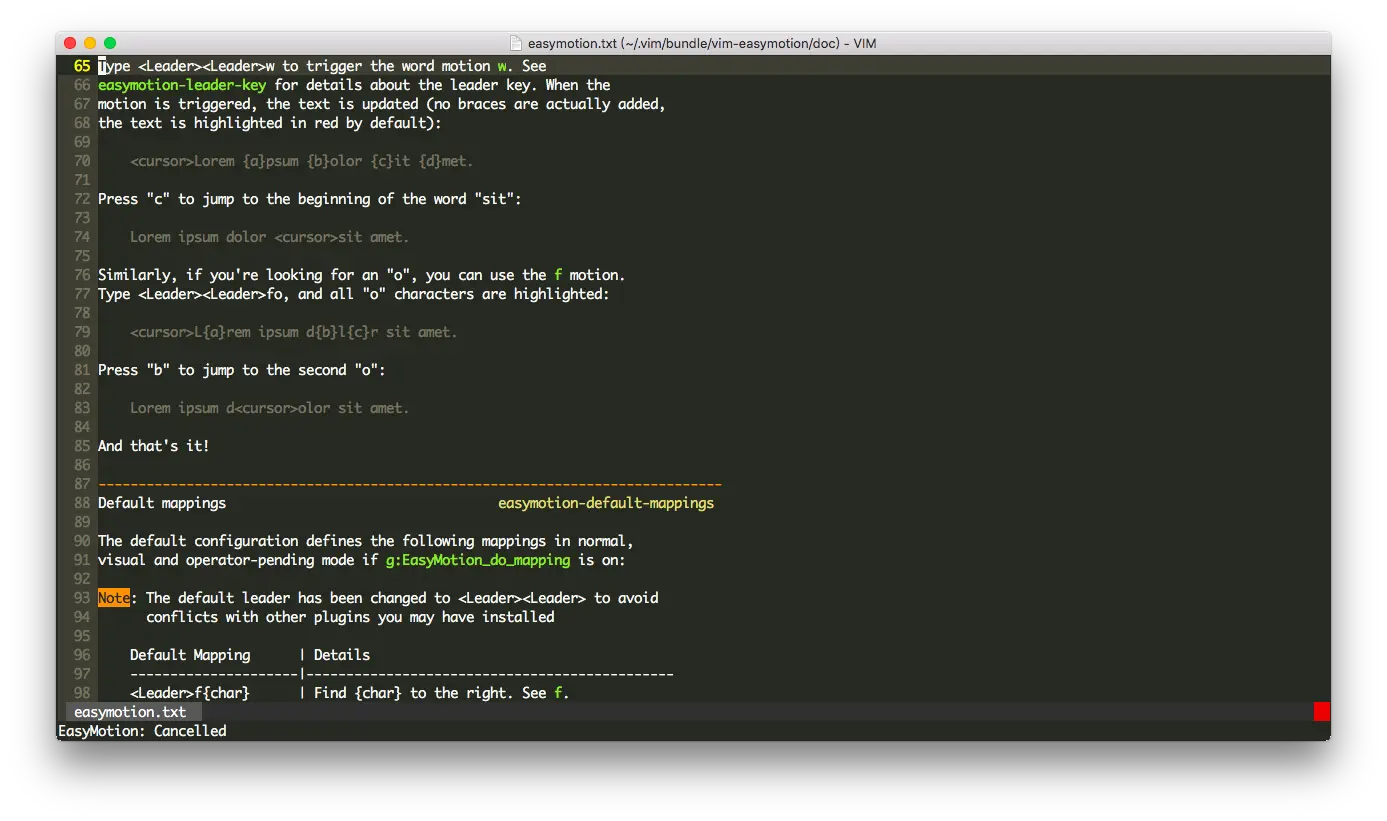 easymotion.txt (~/.vim/bundle/vim-easymotion/doc) - VIM
65 Type <Leader><Leader>w to trigger the word motion w. See
66 easymotion-leader-key for details about the leader key. When the
67 motion is triggered, the text is updated (no braces are actually added,
68 the text is highlighted in red by default):
69
70     <cursor>Lorem {a}psum {b}olor {c}it {d}met.
71
72 Press "c" to jump to the beginning of the word "sit":
73
74     Lorem ipsum dolor <cursor>sit amet.
75
76 Similarly, if you're looking for an "o", you can use the f motion.
77 Type <Leader><Leader>fo, and all "o" characters are highlighted:
78
79     <cursor>L{a}rem ipsum d{b}l{c}r sit amet.
80
81 Press "b" to jump to the second "o":
82
83     Lorem ipsum d<cursor>olor sit amet.
84
85 And that's it!
86
87 ------------------------------------------------------------------------------
88 Default mappings                                  easymotion-default-mappings
89
90 The default configuration defines the following mappings in normal,
91 visual and operator-pending mode if g:EasyMotion_do_mapping is on:
92
93 Note: The default leader has been changed to <Leader><Leader> to avoid
94       conflicts with other plugins you may have installed
95
96     Default Mapping      | Details
97     ---------------------|----------------------------------------------
98     <Leader>f{char}      | Find {char} to the right. See f.
easymotion.txt
EasyMotion: Cancelled